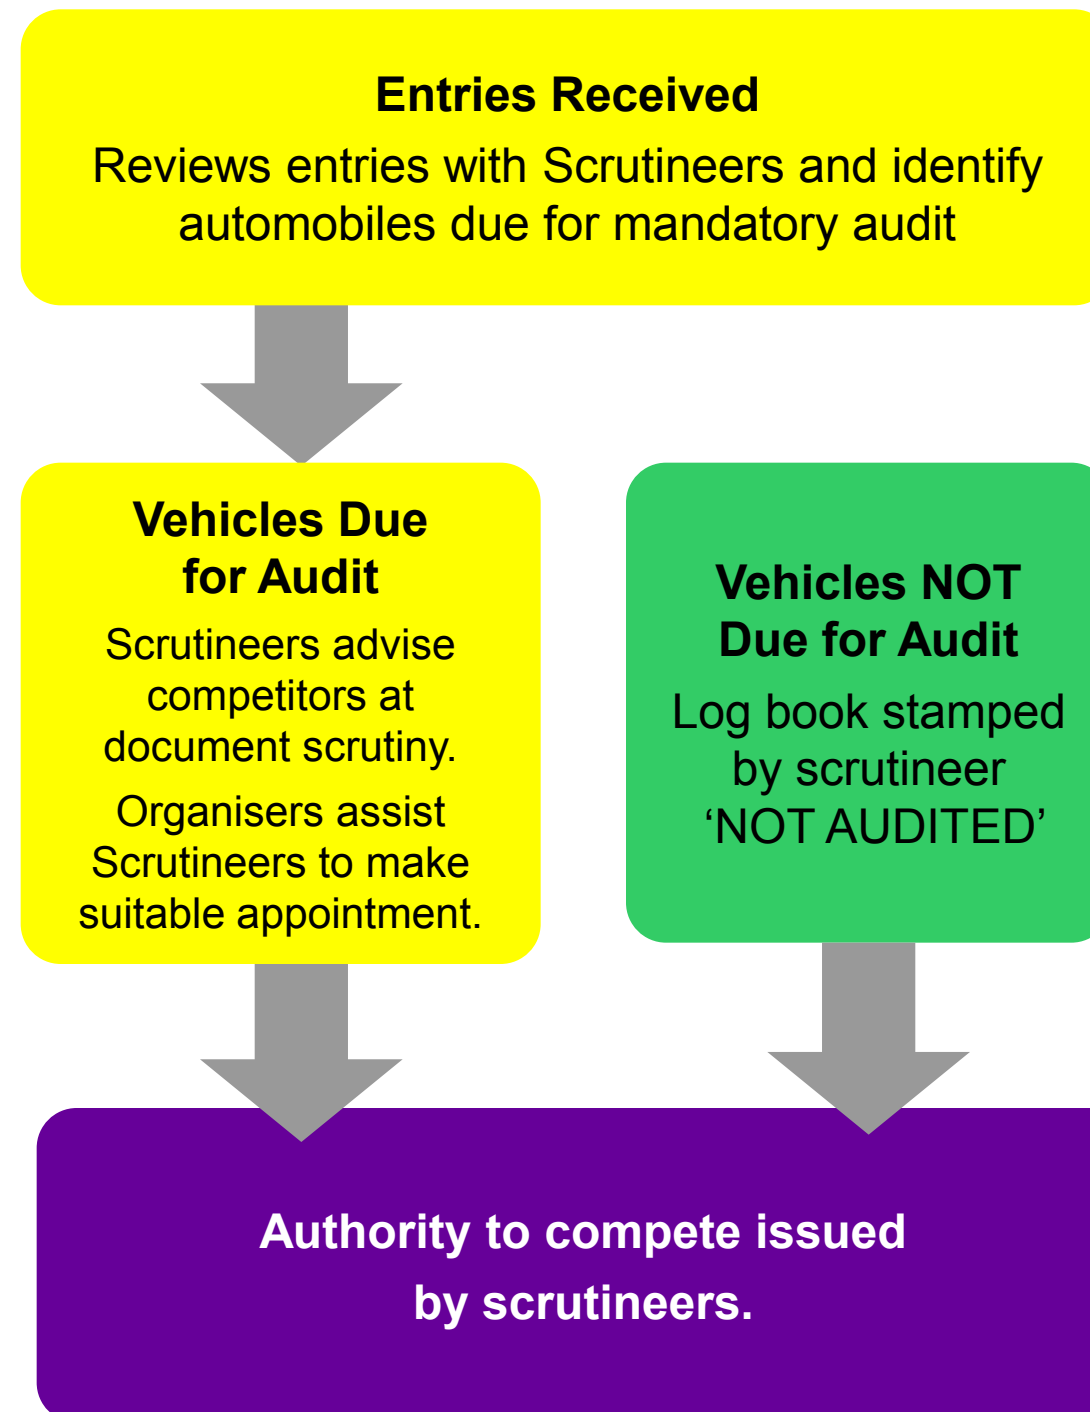 Entries Received
Reviews entries with Scrutineers and identify
automobiles due for mandatory audit
Vehicles Due
for Audit
Scrutineers advise
competitors at
document scrutiny.
Organisers assist
Scrutineers to make
suitable appointment.
Vehicles NOT
Due for Audit
Log book stamped
by scrutineer
‘NOT AUDITED’
Authority to compete issued
by scrutineers.